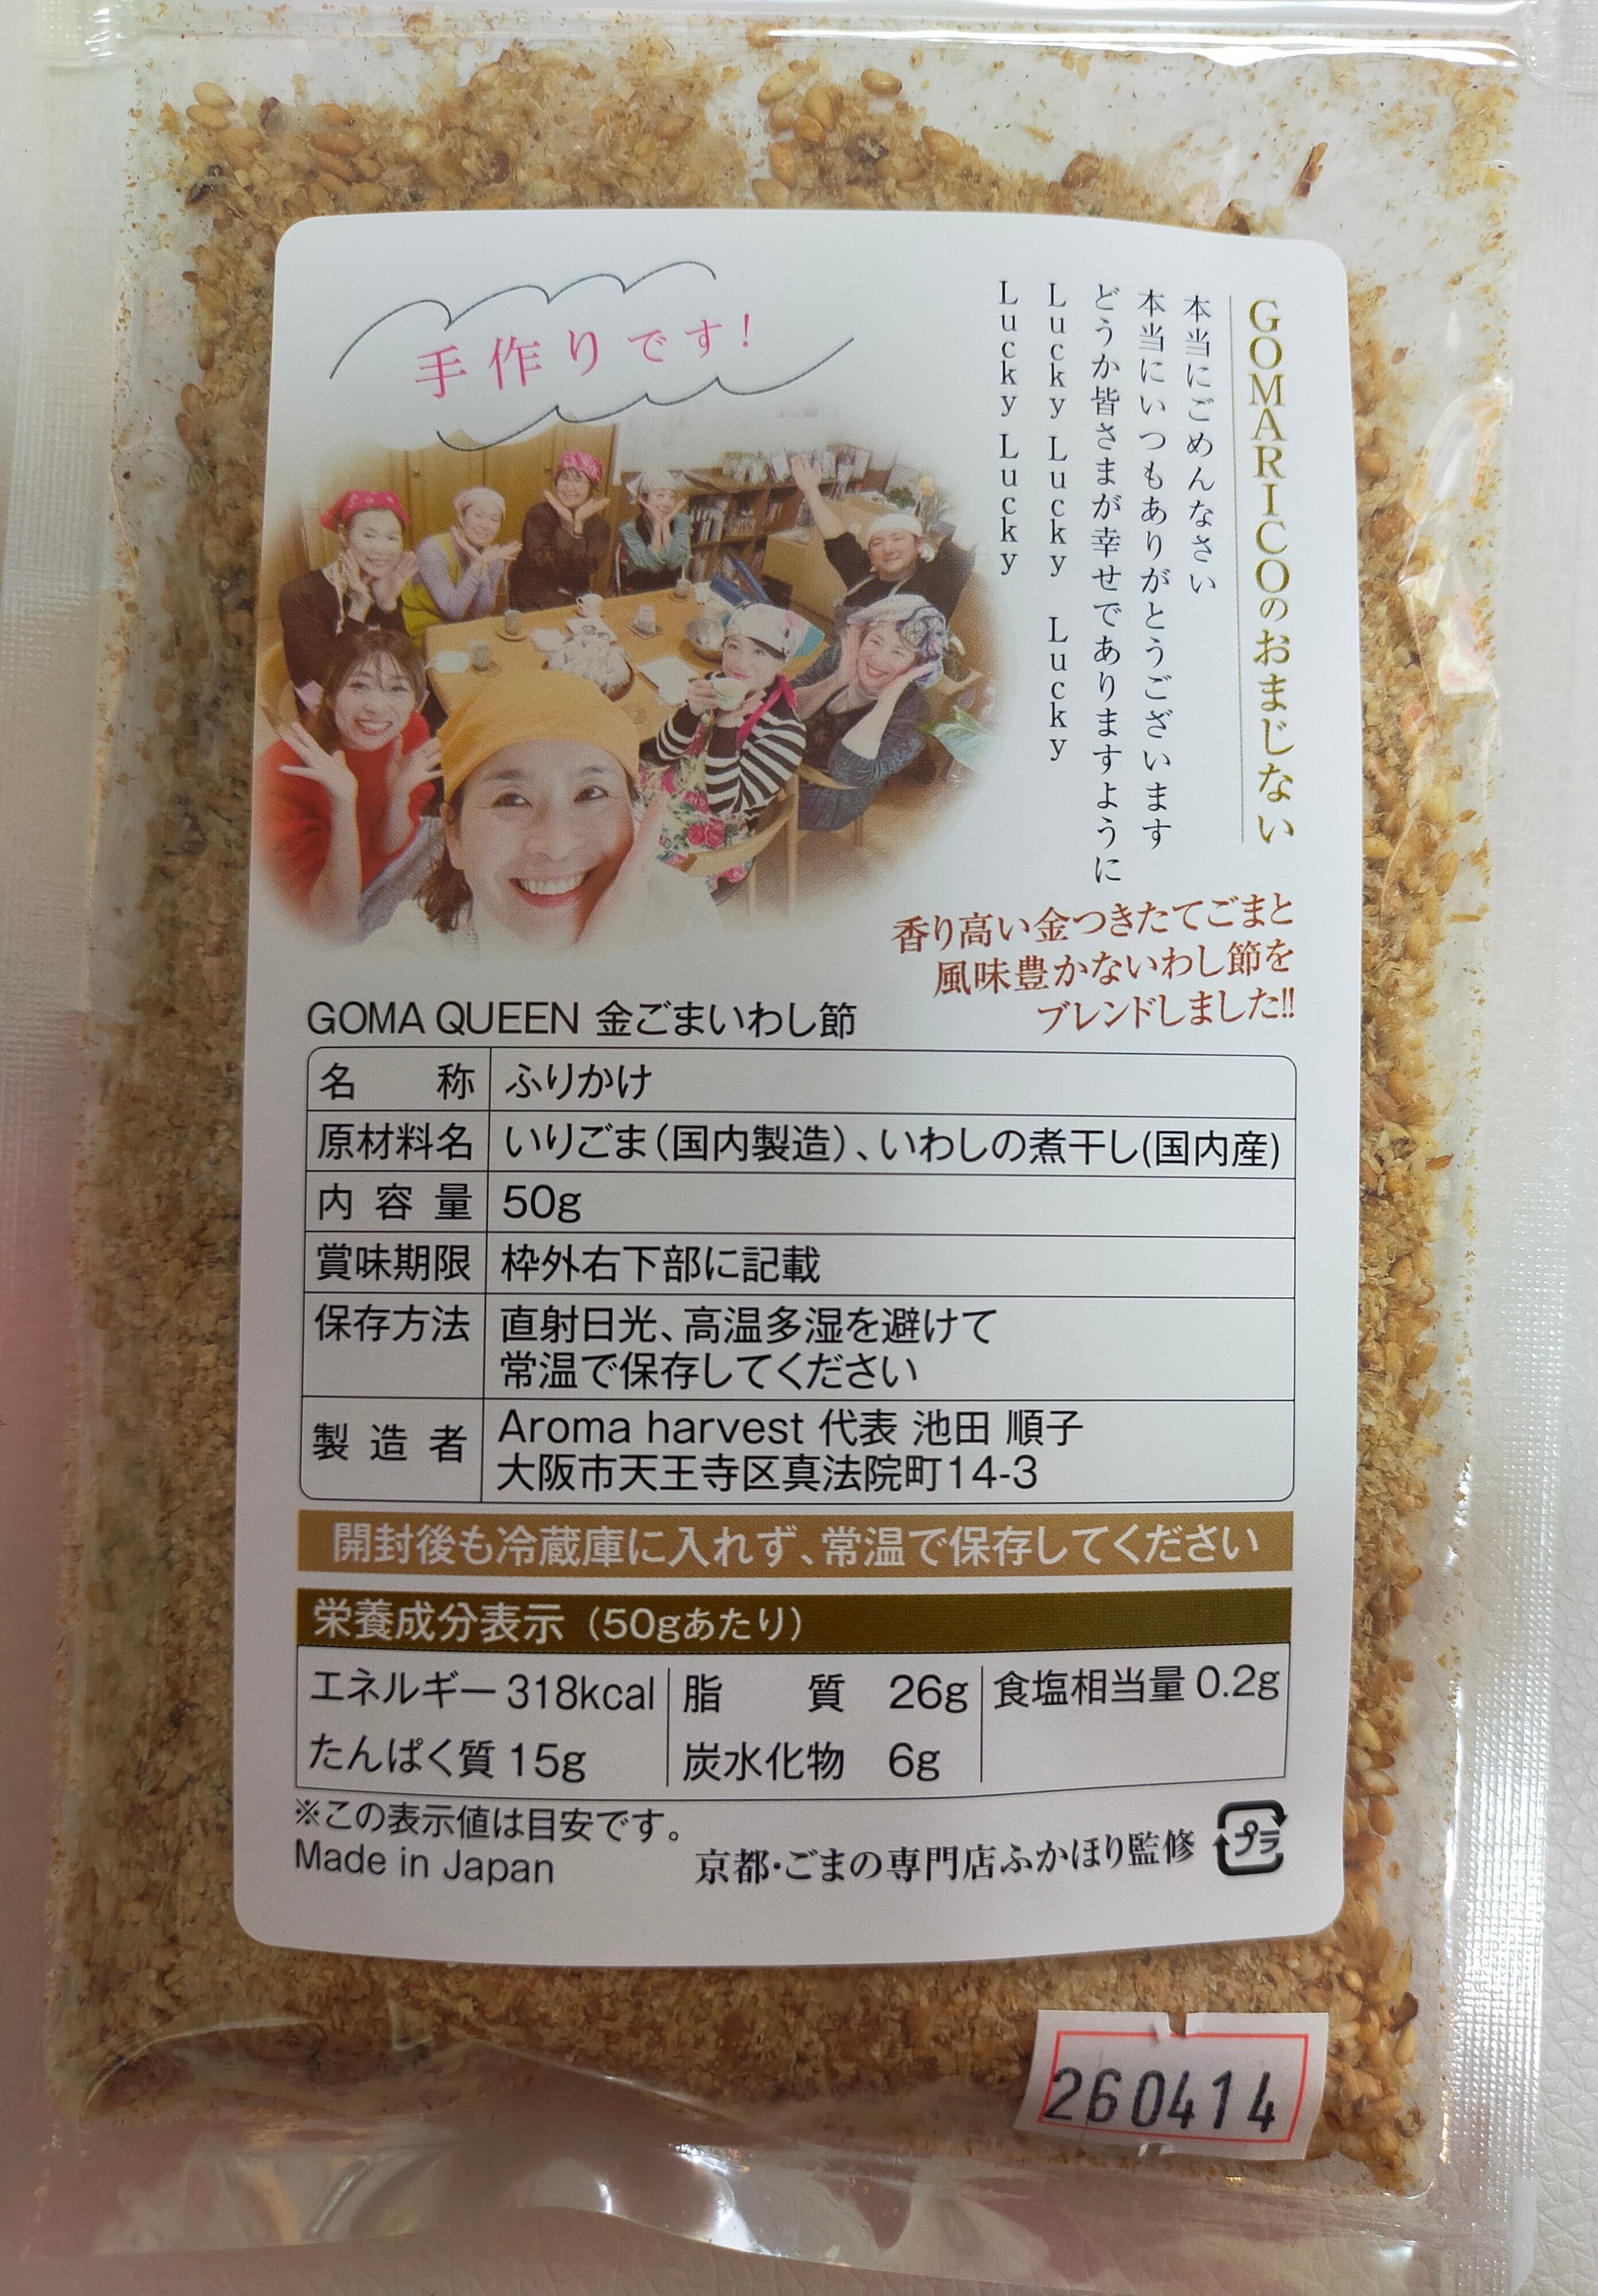 手作りです!
GOMARICOのおまじない
本当にごめんなさい
本当にいつもありがとうございます
どうか皆さまが幸せでありますように
Lucky Lucky Lucky
Lucky Lucky
香り高い金つきたてごまと
風味豊かないわし節を
ブレンドしました!!
GOMA QUEEN 金ごまいわし節
名称 ふりかけ
原材料名 いりごま(国内製造)、いわしの煮干し(国内産)
内容量 50g
賞味期限 枠外右下部に記載
保存方法 直射日光、高温多湿を避けて
常温で保存してください
製造者 Aroma harvest 代表 池田 順子
大阪市天王寺区真法院町14-3
開封後も冷蔵庫に入れず、常温で保存してください
栄養成分表示(50gあたり)
エネルギー 318kcal 脂質 26g 食塩相当量 0.2g
たんぱく質 15g 炭水化物 6g
※この表示値は目安です。
Made in Japan
京都・ごまの専門店ふかほり監修
プラ
260414